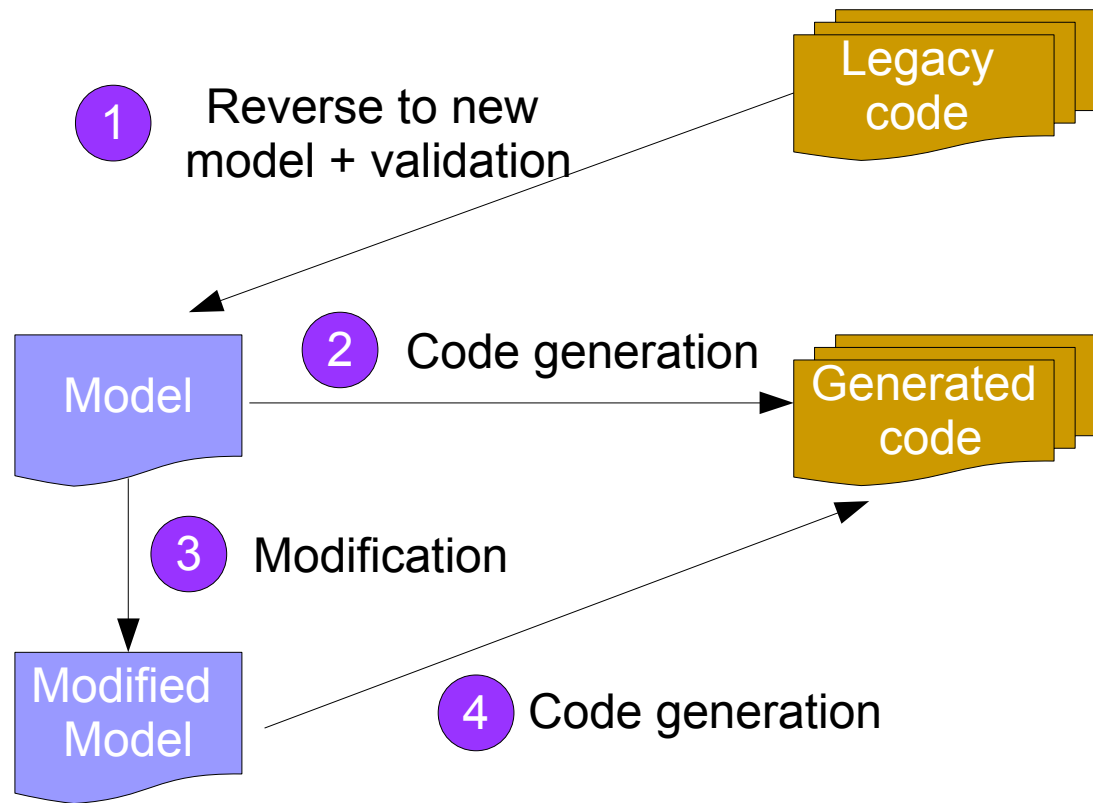 Legacy
code
1
Reverse to new
model + validation
2
Code generation
Model
Generated
code
3
Modification
Modified
Model
4
Code generation